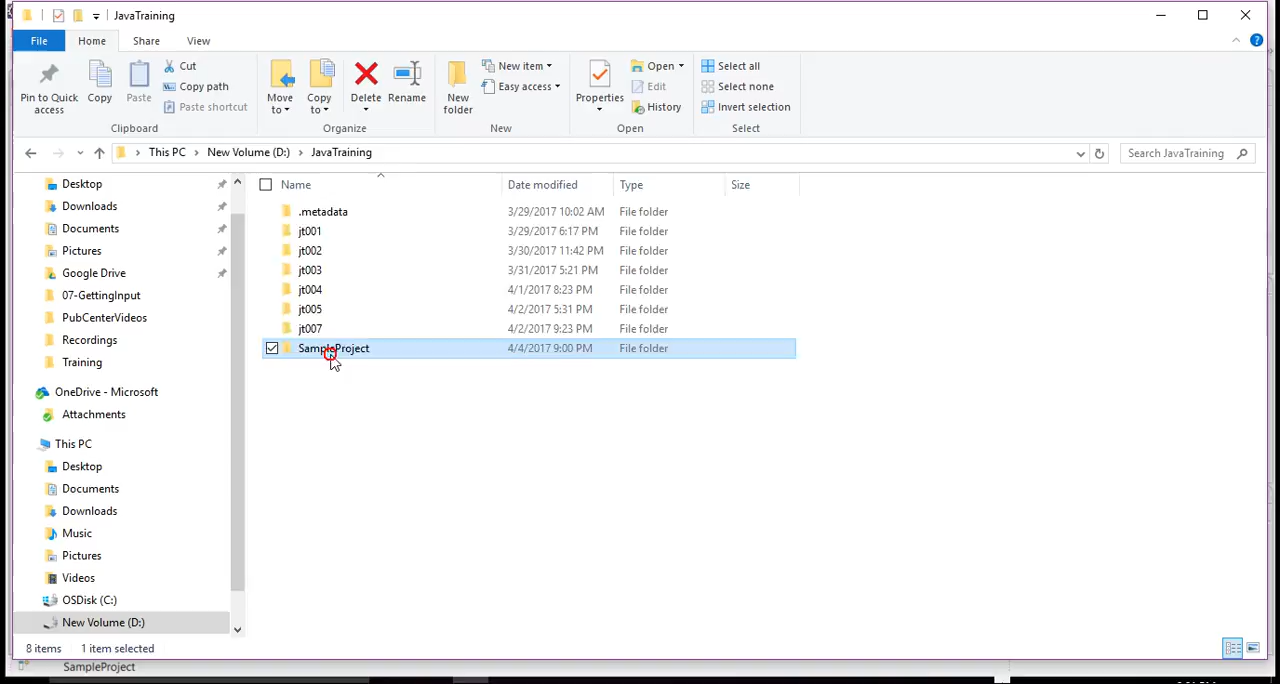 JavaTraining
File Home Share View
Pin to Quick access
Copy
Paste
Cut
Copy path
Paste shortcut
Move to
Copy to
Delete
Rename
New folder
New item
Easy access
Properties
Open
Edit
History
Select all
Select none
Invert selection
Clipboard Organize New Open Select
This PC New Volume (D:) JavaTraining
Search JavaTraining
Name Date modified Type Size
.metadata 3/29/2017 10:02 AM File folder
jt001 3/29/2017 6:17 PM File folder
jt002 3/30/2017 11:42 PM File folder
jt003 3/31/2017 5:21 PM File folder
jt004 4/1/2017 8:23 PM File folder
jt005 4/2/2017 5:31 PM File folder
jt007 4/2/2017 9:23 PM File folder
SampleProject 4/4/2017 9:00 PM File folder
Desktop
Downloads
Documents
Pictures
Google Drive
07-GettingInput
PubCenterVideos
Recordings
Training
OneDrive - Microsoft
Attachments
This PC
Desktop
Documents
Downloads
Music
Pictures
Videos
OSDisk (C:)
New Volume (D:)
8 items 1 item selected
SampleProject